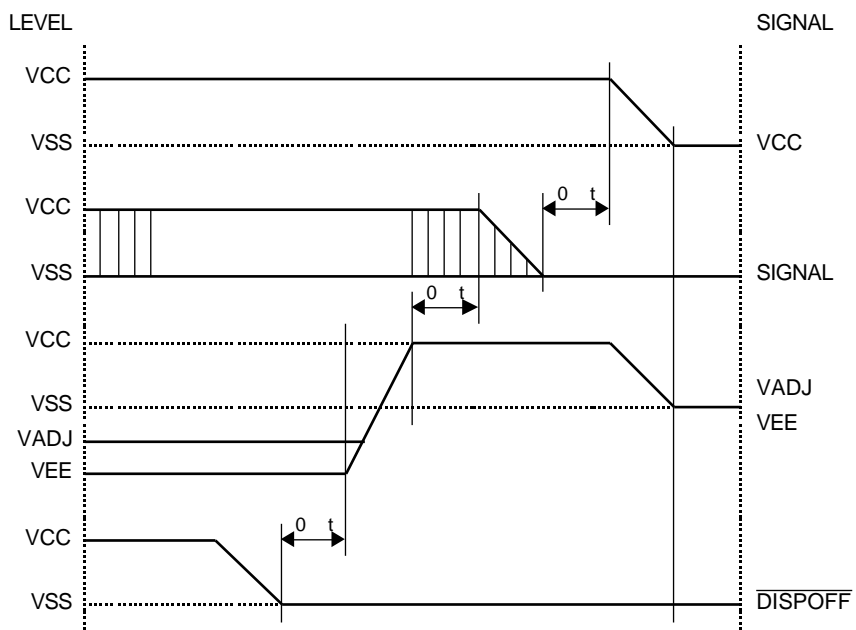 LEVEL SIGNAL
VCC
VSS VCC
0 t
VCC
VSS SIGNAL
0 t
VCC
VSS VADJ
VADJ VEE
VEE
0 t
VCC
VSS DISPOFF